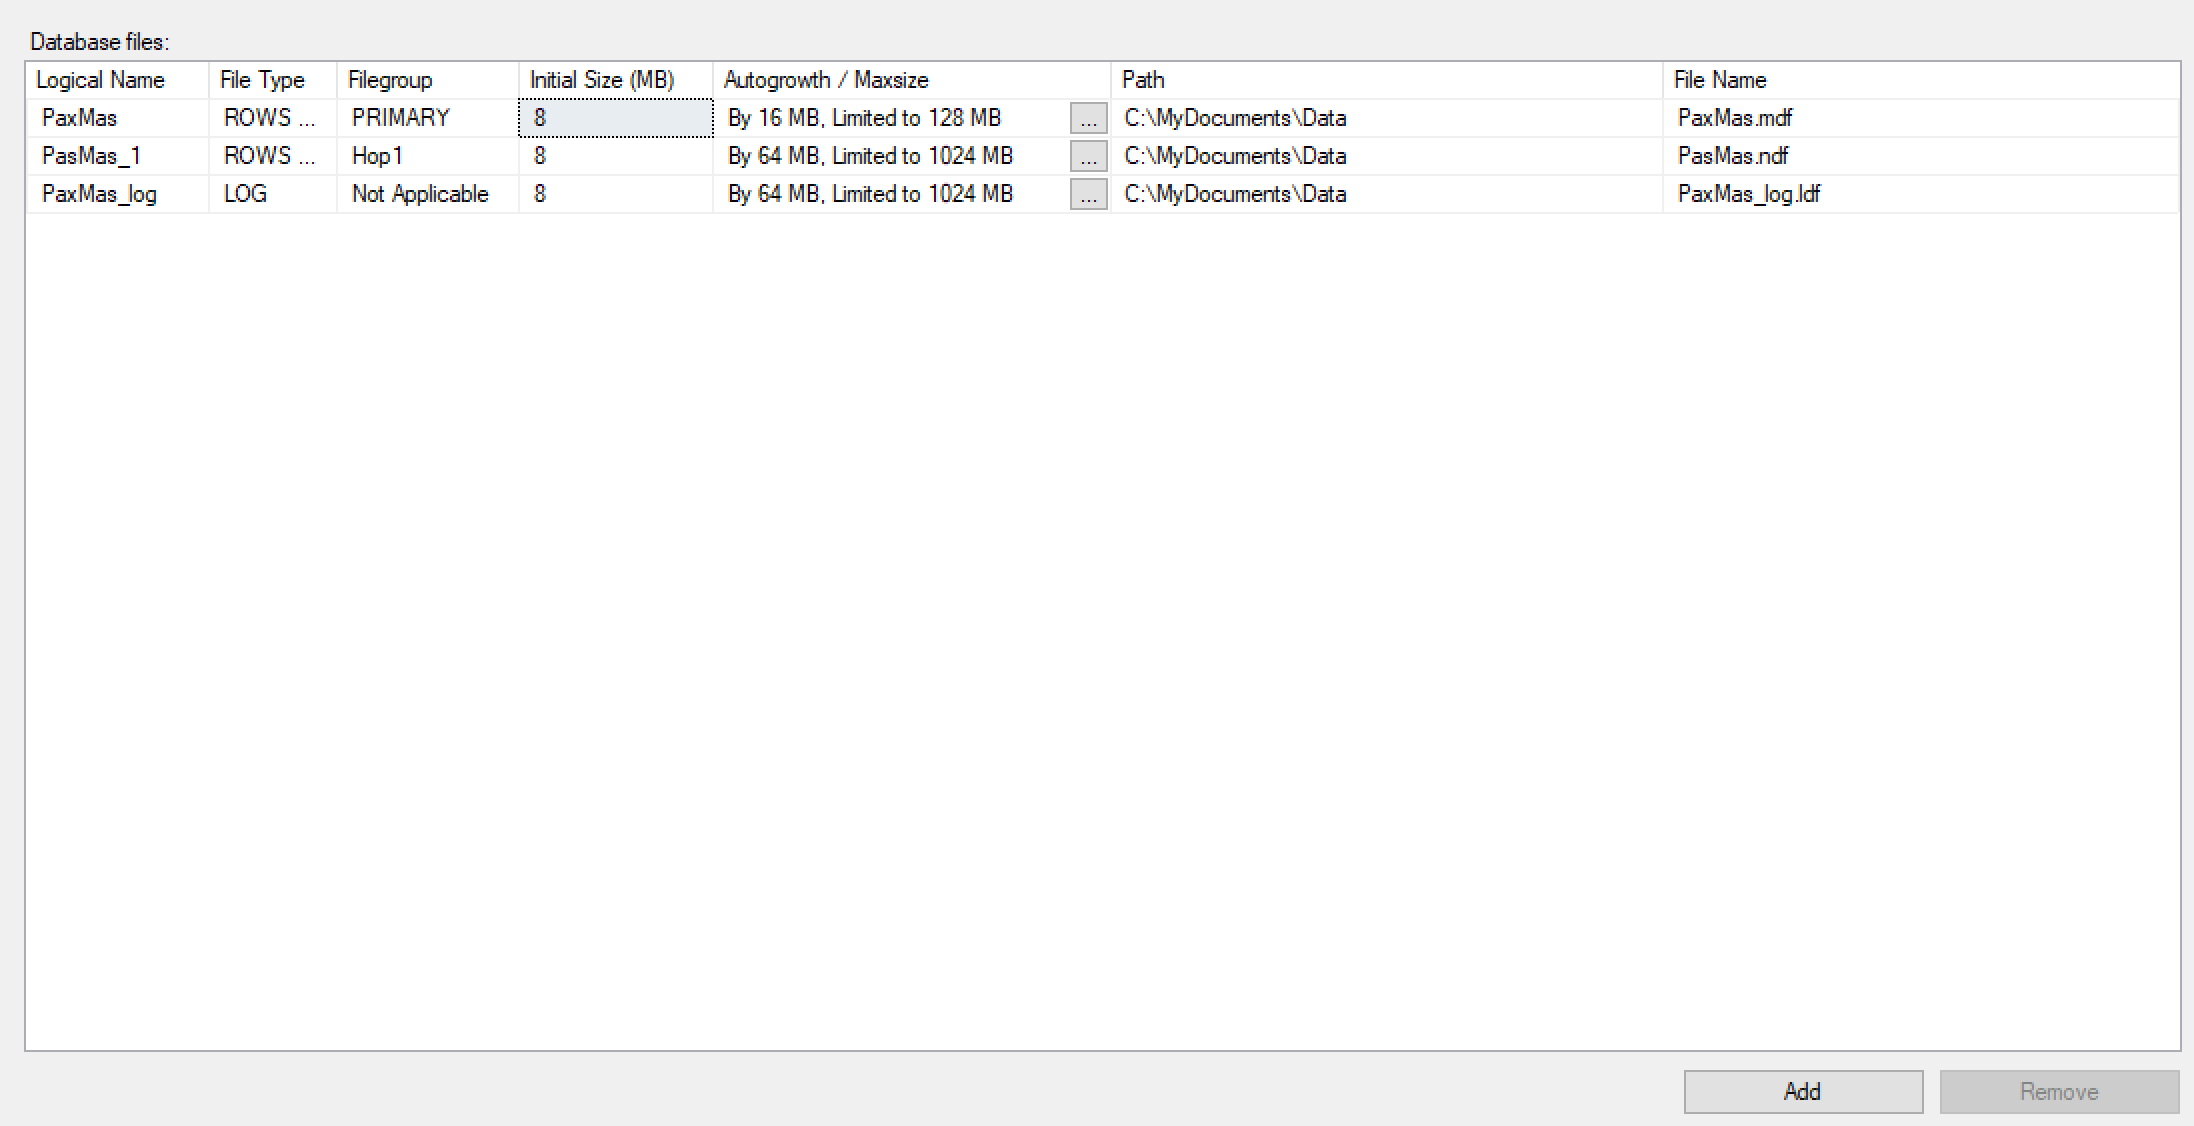 Database files:
Logical Name File Type Filegroup Initial Size (MB) Autogrowth / Maxsize Path File Name
PaxMas ROWS ... PRIMARY 8 By 16 MB, Limited to 128 MB ... C:\MyDocuments\Data PaxMas.mdf
PasMas_1 ROWS ... Hop1 8 By 64 MB, Limited to 1024 MB ... C:\MyDocuments\Data PasMas.ndf
PaxMas_log LOG Not Applicable 8 By 64 MB, Limited to 1024 MB ... C:\MyDocuments\Data PaxMas_log.ldf
Add Remove